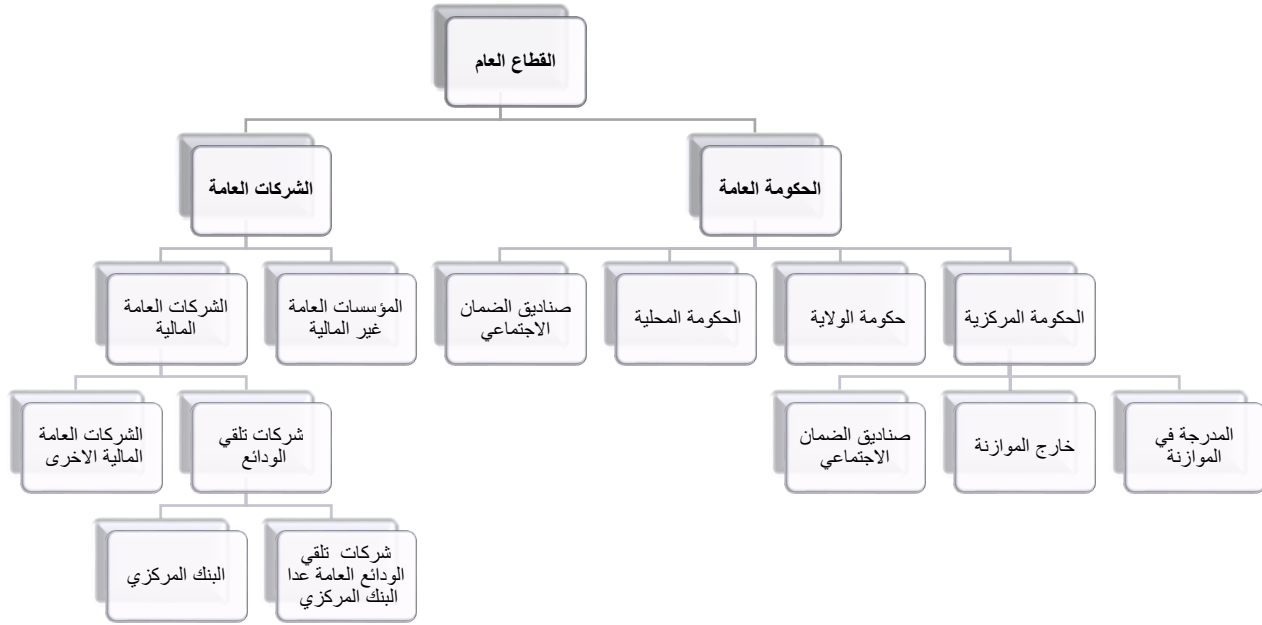 القطاع العام
الحكومة العامة
الشركات العامة
الحكومة المركزية
حكومة الولاية
الحكومة المحلية
صناديق الضمان
الاجتماعي
المؤسسات العامة
غير المالية
الشركات العامة
المالية
المدرجة في
الموازنة
خارج الموازنة
صناديق الضمان
الاجتماعي
شركات تلقي
الودائع
الشركات العامة
المالية الاخرى
شركات تلقي
الودائع العامة عدا
البنك المركزي
البنك المركزي